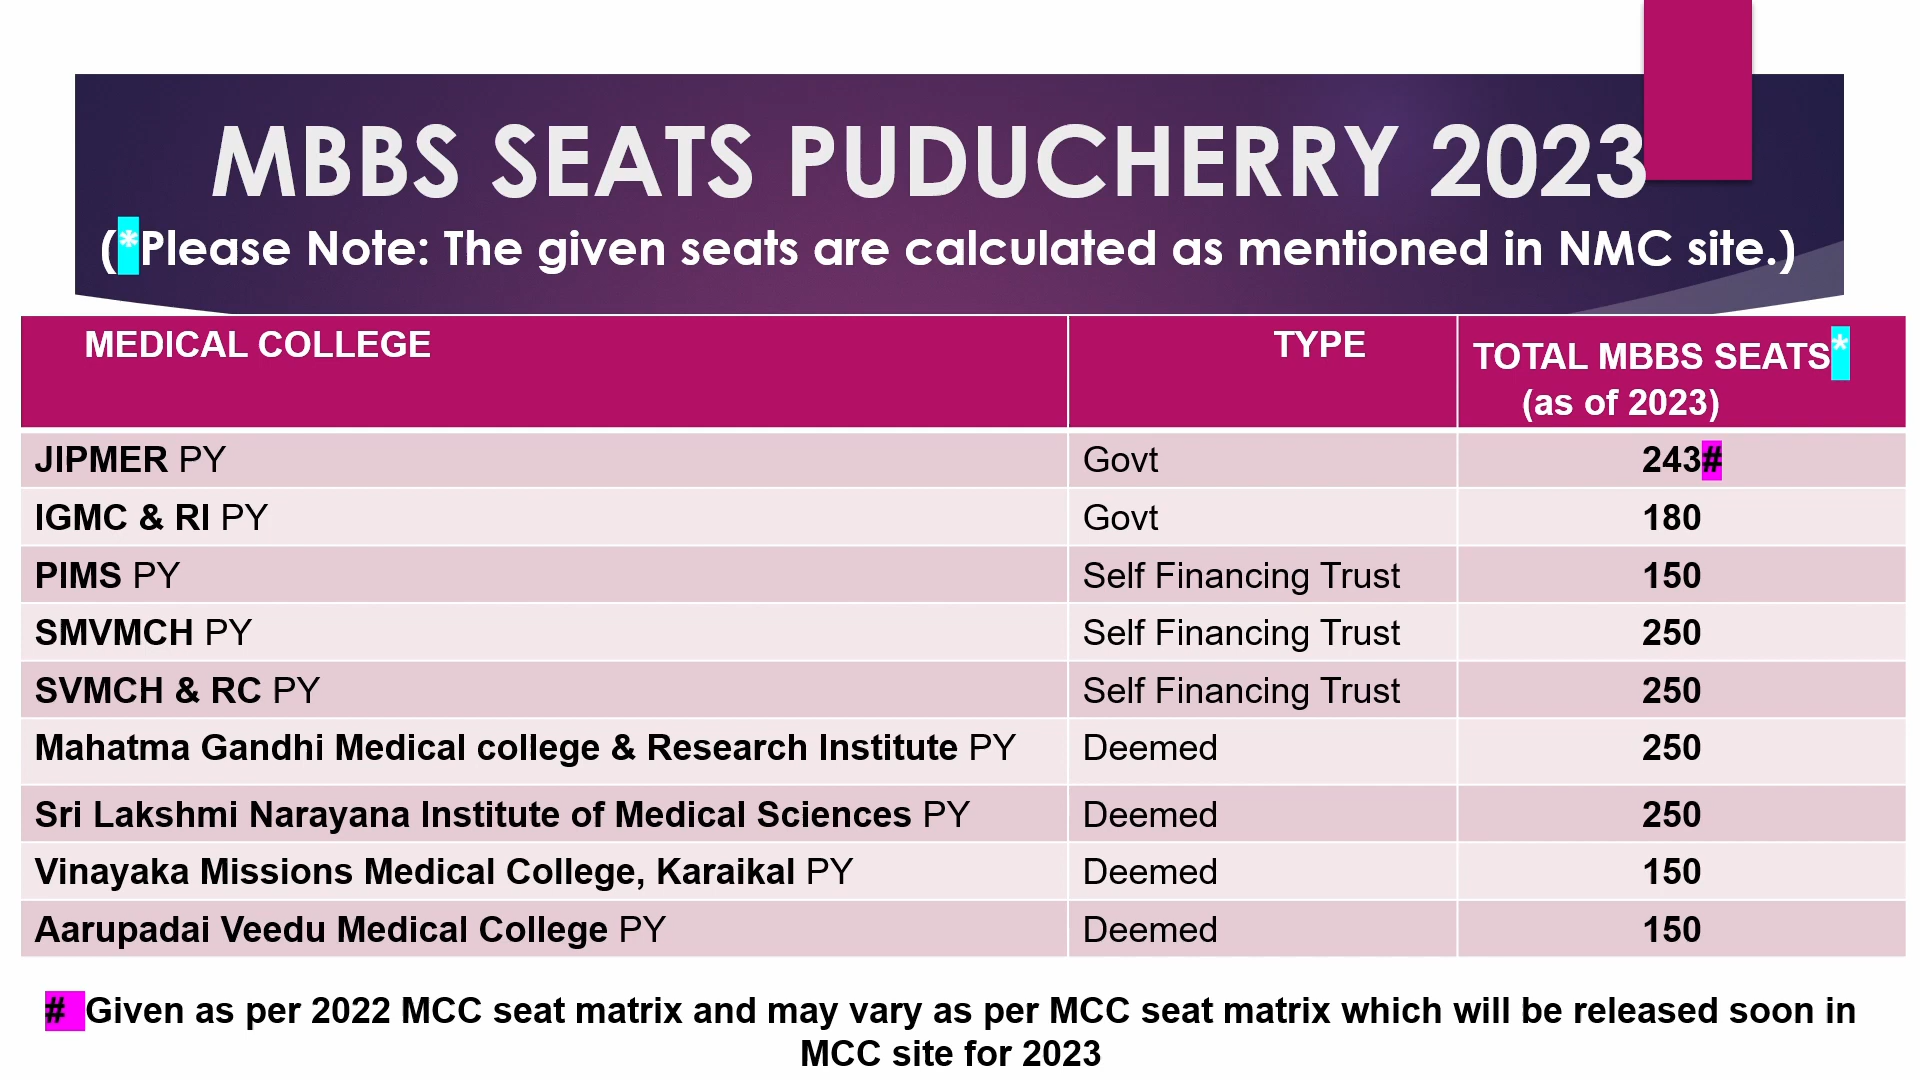 MBBS SEATS PUDUCHERRY 2023
(*Please Note: The given seats are calculated as mentioned in NMC site.)
MEDICAL COLLEGE TYPE TOTAL MBBS SEATS*
(as of 2023)
JIPMER PY Govt 243#
IGMC & RI PY Govt 180
PIMS PY Self Financing Trust 150
SMVMCH PY Self Financing Trust 250
SVMCH & RC PY Self Financing Trust 250
Mahatma Gandhi Medical college & Research Institute PY Deemed 250
Sri Lakshmi Narayana Institute of Medical Sciences PY Deemed 250
Vinayaka Missions Medical College, Karaikal PY Deemed 150
Aarupadai Veedu Medical College PY Deemed 150
# Given as per 2022 MCC seat matrix and may vary as per MCC seat matrix which will be released soon in
MCC site for 2023